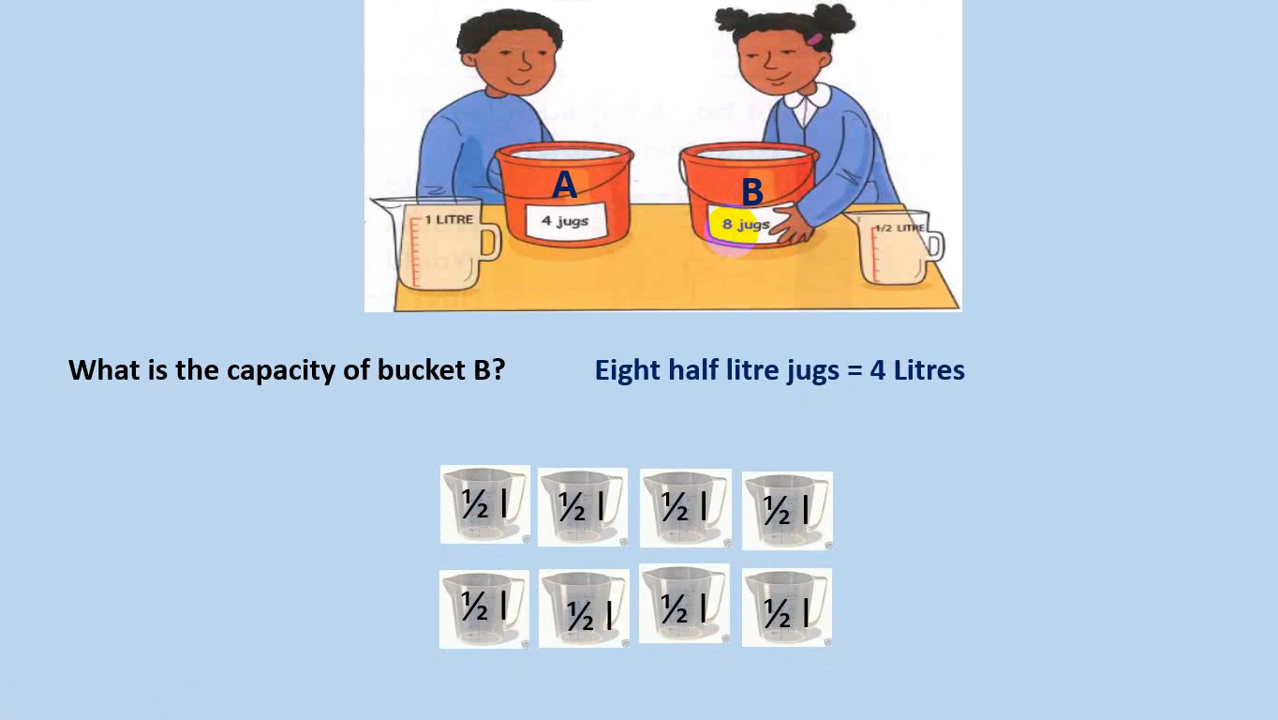 A
B
4 jugs
8 jugs
1 LITRE
1/2 LITRE
What is the capacity of bucket B?
Eight half litre jugs = 4 Litres
½ l
½ l
½ l
½ l
½ l
½ l
½ l
½ l